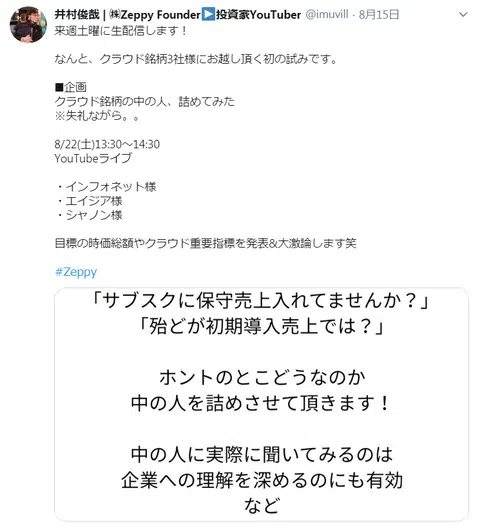 井村俊哉 | ㈱Zeppy Founder▶投資家YouTuber @imuvill · 8月15日
来週土曜に生配信します！
なんと、クラウド銘柄3社様にお越し頂く初の試みです。
■企画
クラウド銘柄の中の人、詰めてみた
※失礼ながら。。
8/22(土)13:30〜14:30
YouTubeライブ
・インフォネット様
・エイジア様
・シャノン様
目標の時価総額やクラウド重要指標を発表&大激論します笑
#Zeppy
「サブスクに保守売上入れてませんか？」
「殆どが初期導入売上では？」
ホントのとこどうなのか
中の人を詰めさせて頂きます！
中の人に実際に聞いてみるのは
企業への理解を深めるのにも有効
など